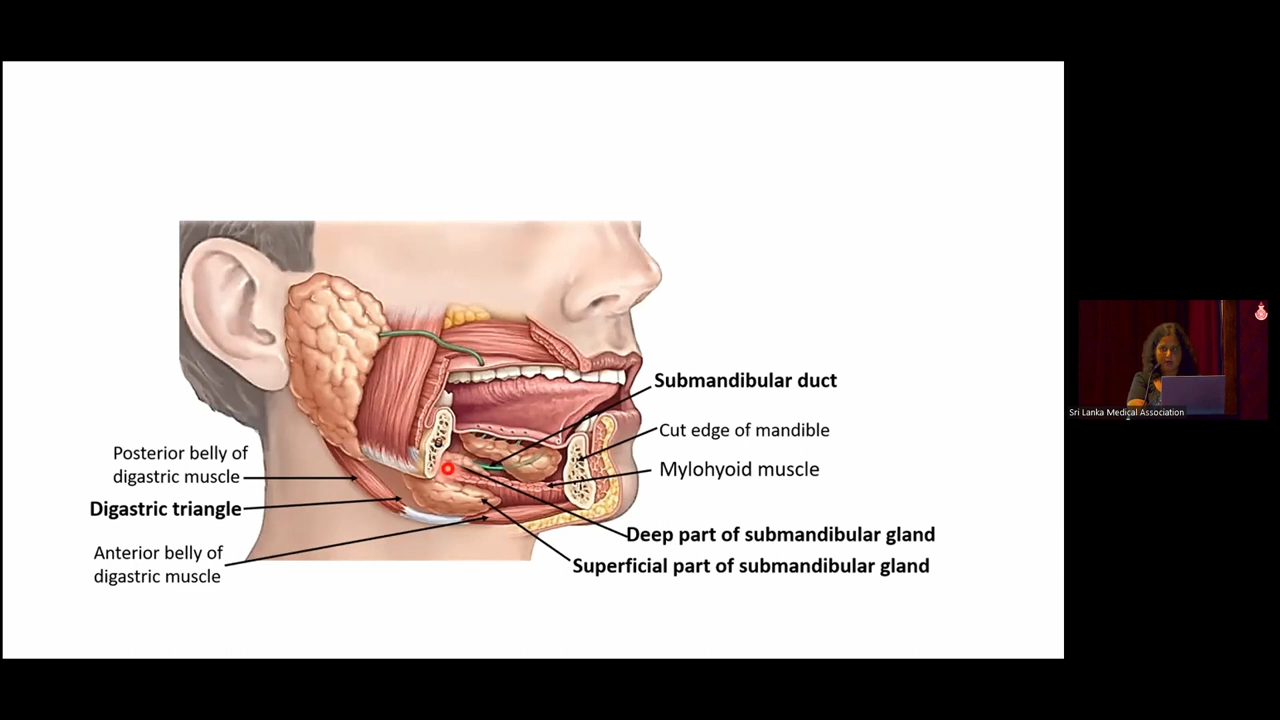 Submandibular duct
Cut edge of mandible
Mylohyoid muscle
Posterior belly of
digastric muscle
Digastric triangle
Anterior belly of
digastric muscle
Deep part of submandibular gland
Superficial part of submandibular gland
Sri Lanka Medical Association